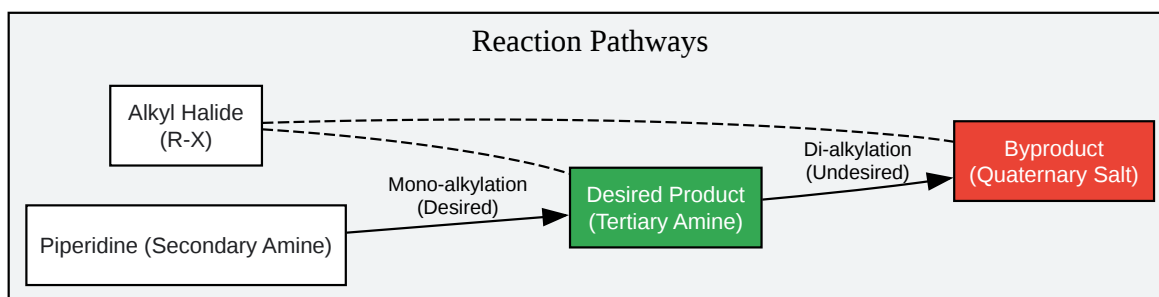 Reaction Pathways
Alkyl Halide
(R-X)
Piperidine (Secondary Amine)
Mono-alkylation
(Desired)
Desired Product
(Tertiary Amine)
Di-alkylation
(Undesired)
Byproduct
(Quaternary Salt)